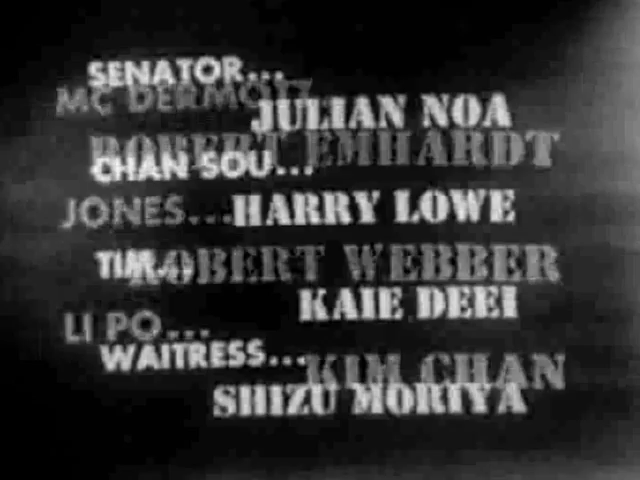 SENATOR...
MC DERMOTT
JULIAN NOA
ROBERT EMHARDT
CHAN SOU...
JONES...
HARRY LOWE
ROBERT WEBBER
KAIE DEEI
LI PO...
WAITRESS...
KIM CHAN
SHIZU MORIYA